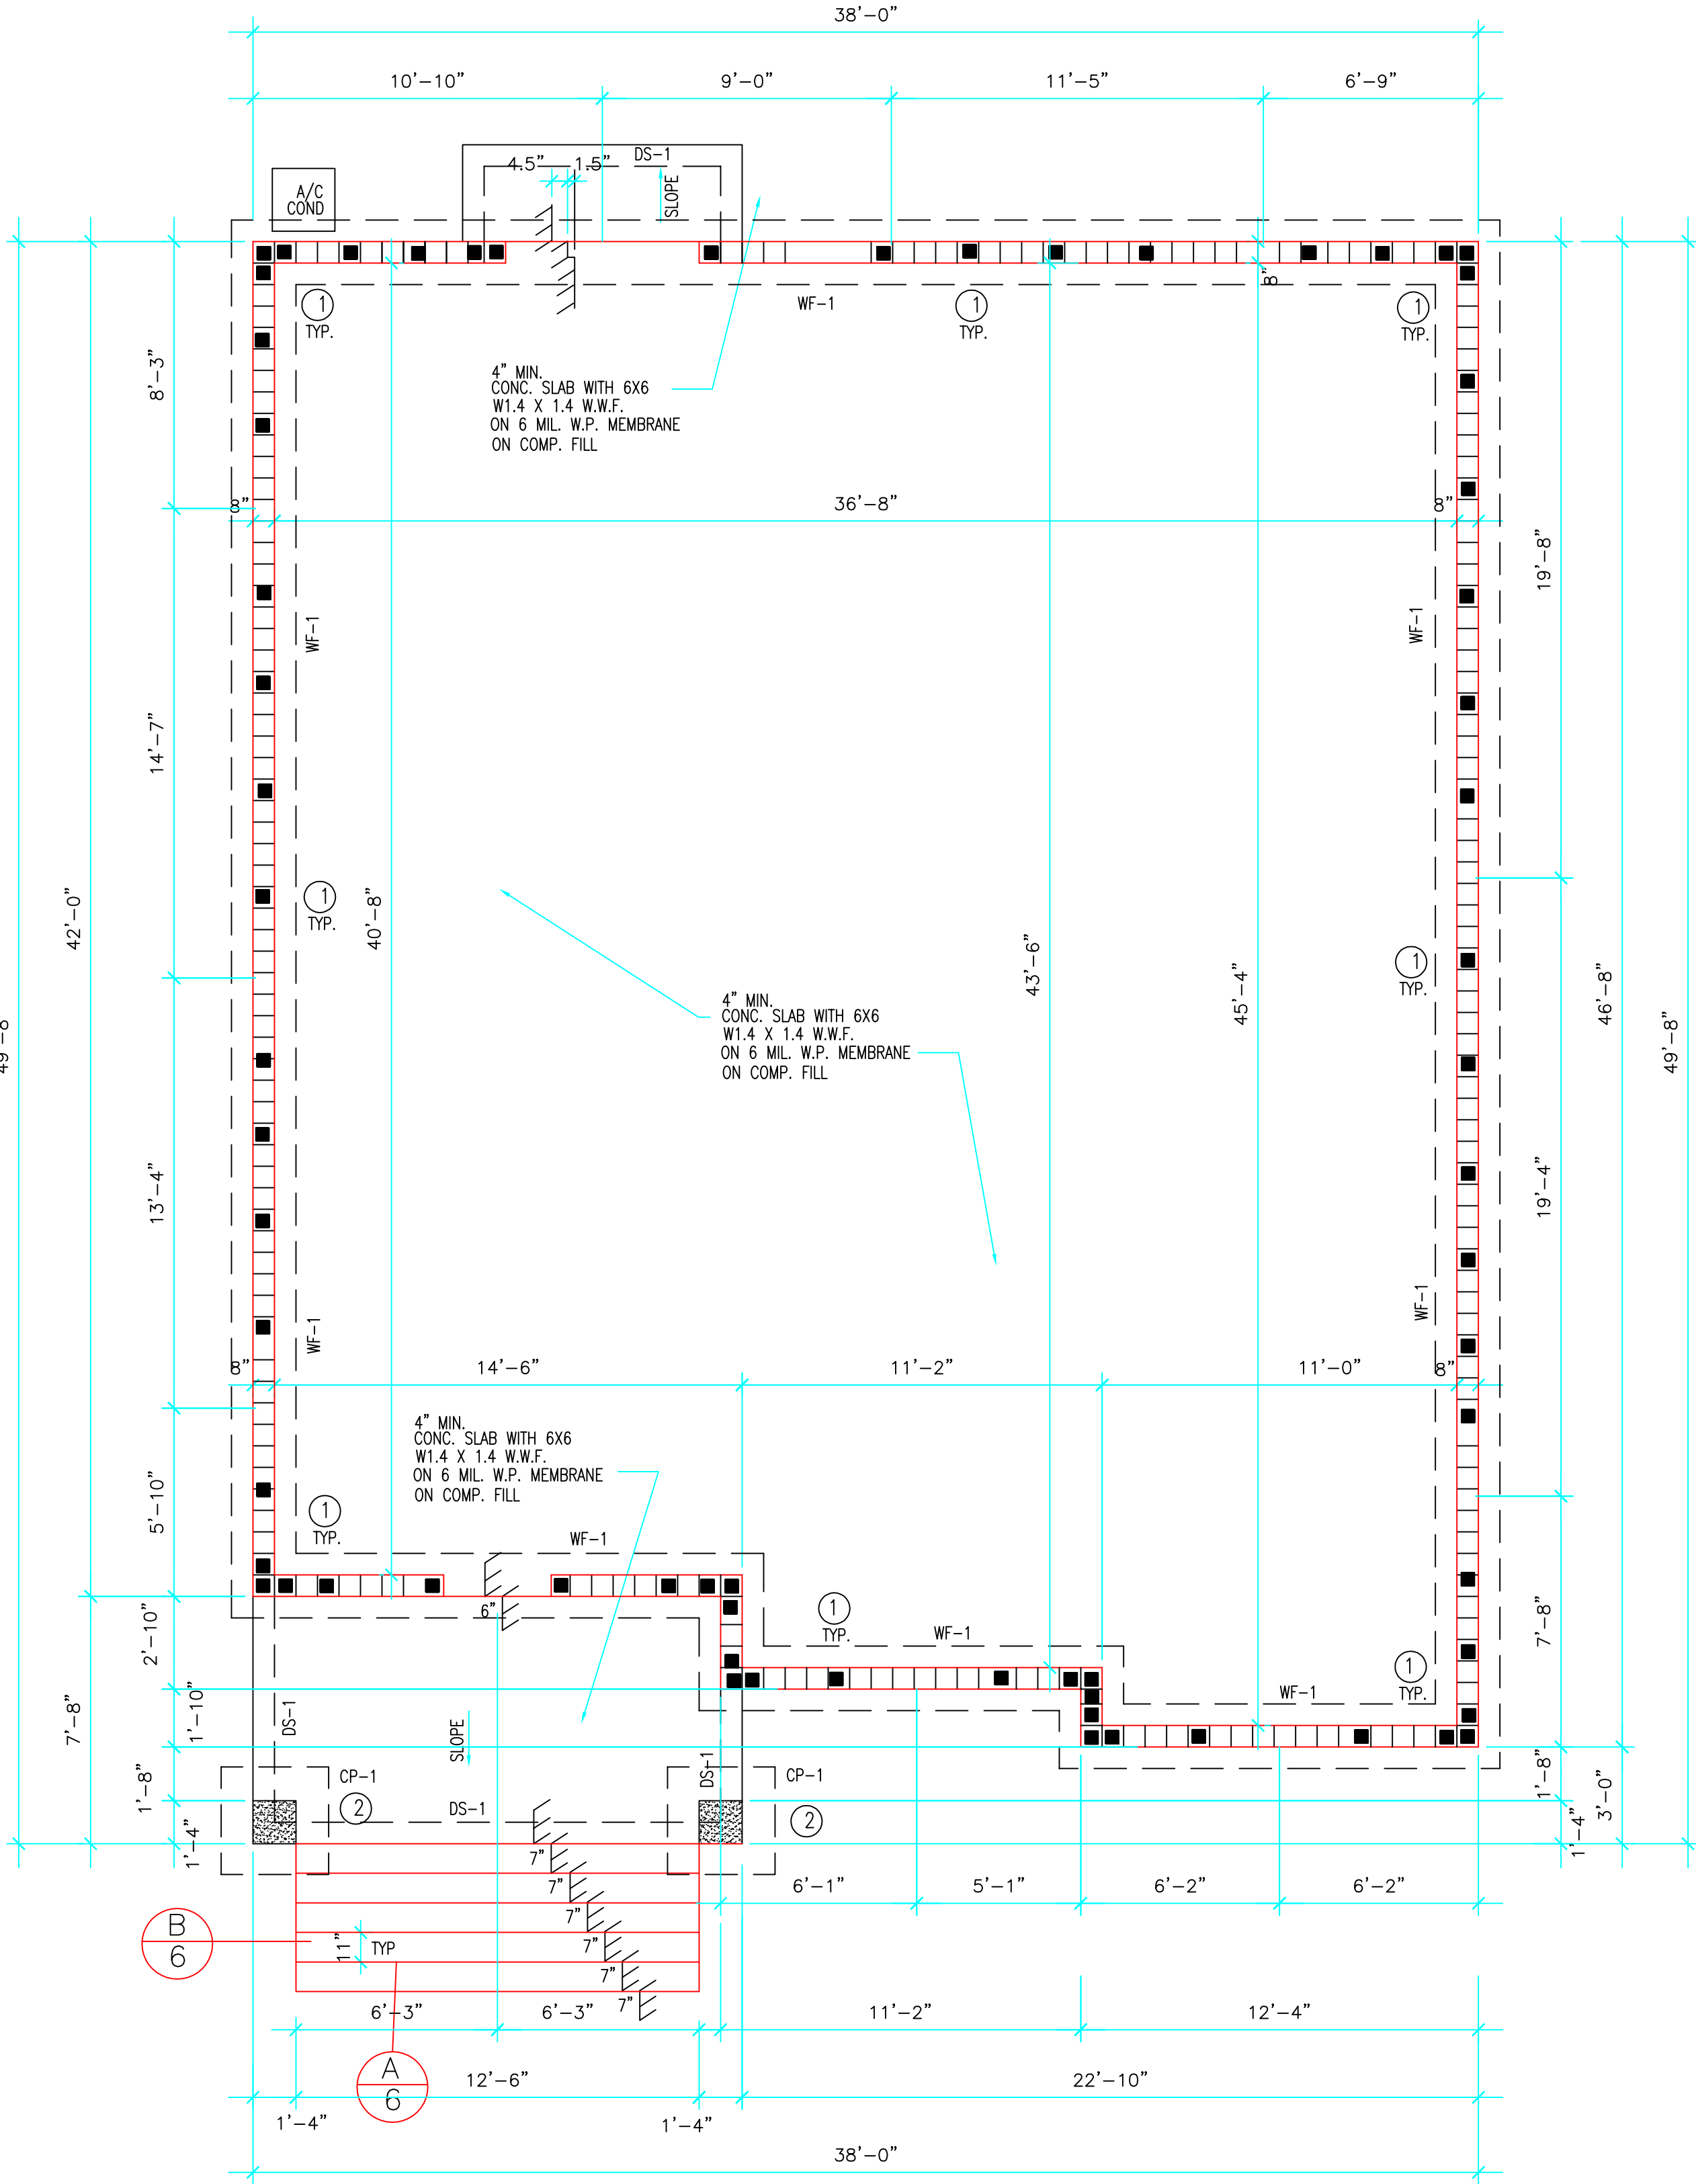 38'-0"
10'-10"
9'-0"
11'-5"
6'-9"
4.5"
1.5"
DS-1
SLOPE
A/C
COND
8"
1
TYP.
WF-1
1
TYP.
1
TYP.
8'-3"
4" MIN.
CONC. SLAB WITH 6X6
W1.4 X 1.4 W.W.F.
ON 6 MIL. W.P. MEMBRANE
ON COMP. FILL
8"
36'-8"
8"
19'-8"
WF-1
WF-1
14'-7"
42'-0"
40'-8"
1
TYP.
43'-6"
45'-4"
1
TYP.
46'-8"
49'-8"
49'-8
4" MIN.
CONC. SLAB WITH 6X6
W1.4 X 1.4 W.W.F.
ON 6 MIL. W.P. MEMBRANE
ON COMP. FILL
13'-4"
19'-4"
WF-1
WF-1
8"
14'-6"
11'-2"
11'-0"
8"
4" MIN.
CONC. SLAB WITH 6X6
W1.4 X 1.4 W.W.F.
ON 6 MIL. W.P. MEMBRANE
ON COMP. FILL
5'-10"
1
TYP.
WF-1
6"
2'-10"
1
TYP.
WF-1
7'-8"
1
TYP.
WF-1
7'-8"
1'-10"
DS-1
SLOPE
DS-1
1'-8"
CP-1
2
DS-1
CP-1
2
1'-8"
3'-0"
1'-4"
1'-4"
7"
7"
7"
7"
7"
7"
6'-1"
5'-1"
6'-2"
6'-2"
B
6
11"
TYP
6'-3"
6'-3"
11'-2"
12'-4"
A
6
12'-6"
22'-10"
1'-4"
1'-4"
38'-0"